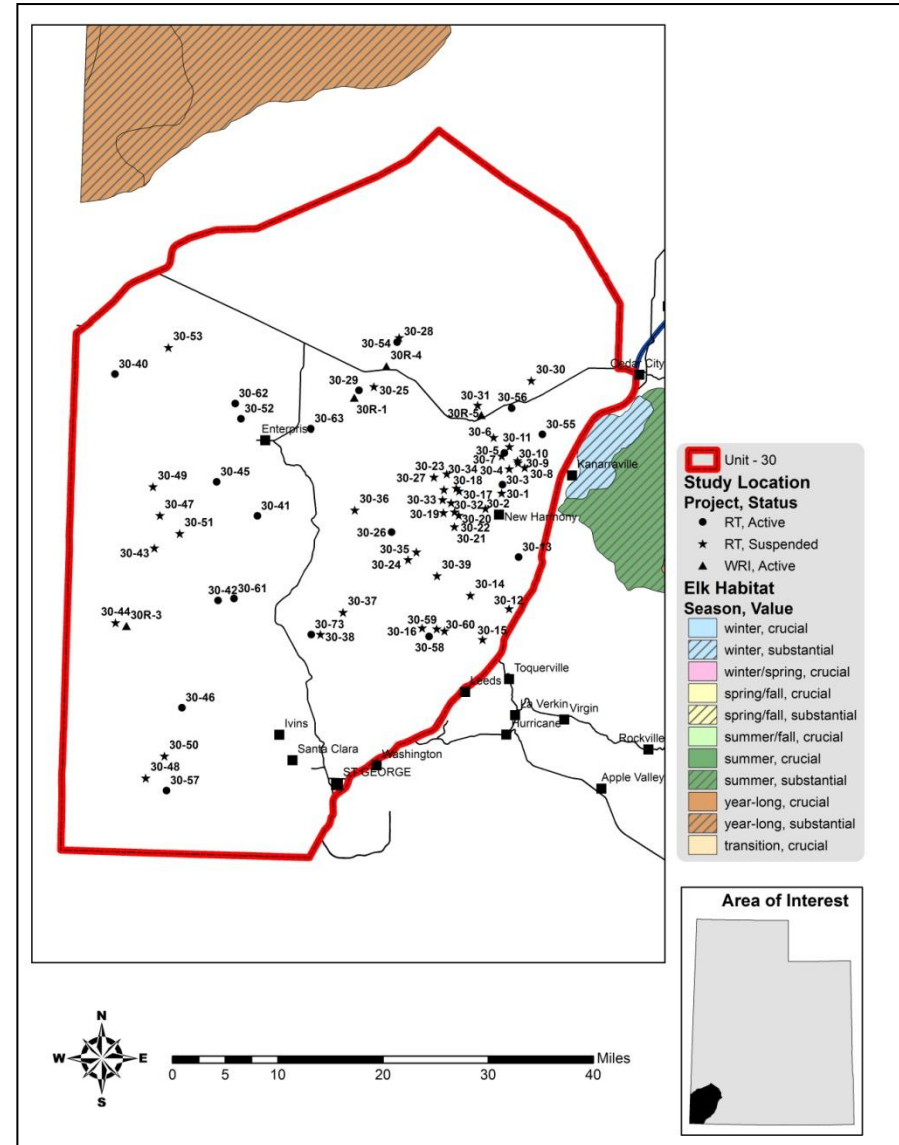 30-53
30-28
30-54
30-40
30R-4
30-29
30-25
30-30
Cedar City
30-62
30R-1
30-31
30-56
30-52
30R-5
30-63
30-55
Enterpris
30-6
30-11
30-5
30-10
30-7
30-9
30-23
30-34
30-4
30-8
Kanarraville
30-49
30-45
30-27
30-18
30-3
30-17
30-1
30-47
30-41
30-36
30-33
30-2
30-32
30-51
30-19
30-20
New Harmony
30-26
30-22
30-43
30-21
30-35
30-13
30-24
30-39
30-42
30-61
30-14
30-44
30R-3
30-37
30-12
30-73
30-59
30-60
30-38
30-16
30-15
30-58
Toquerville
Leeds
30-46
La Verkin
Virgin
Ivins
Hurricane
Rockville
30-50
Santa Clara
Washington
30-48
ST GEORGE
Apple Valley
30-57
Unit - 30
Study Location
Project, Status
RT, Active
RT, Suspended
WRI, Active
Elk Habitat
Season, Value
winter, crucial
winter, substantial
winter/spring, crucial
spring/fall, crucial
spring/fall, substantial
summer/fall, crucial
summer, crucial
summer, substantial
year-long, crucial
year-long, substantial
transition, crucial
Area of Interest
N
W E
S
Miles
0 5 10 20 30 40